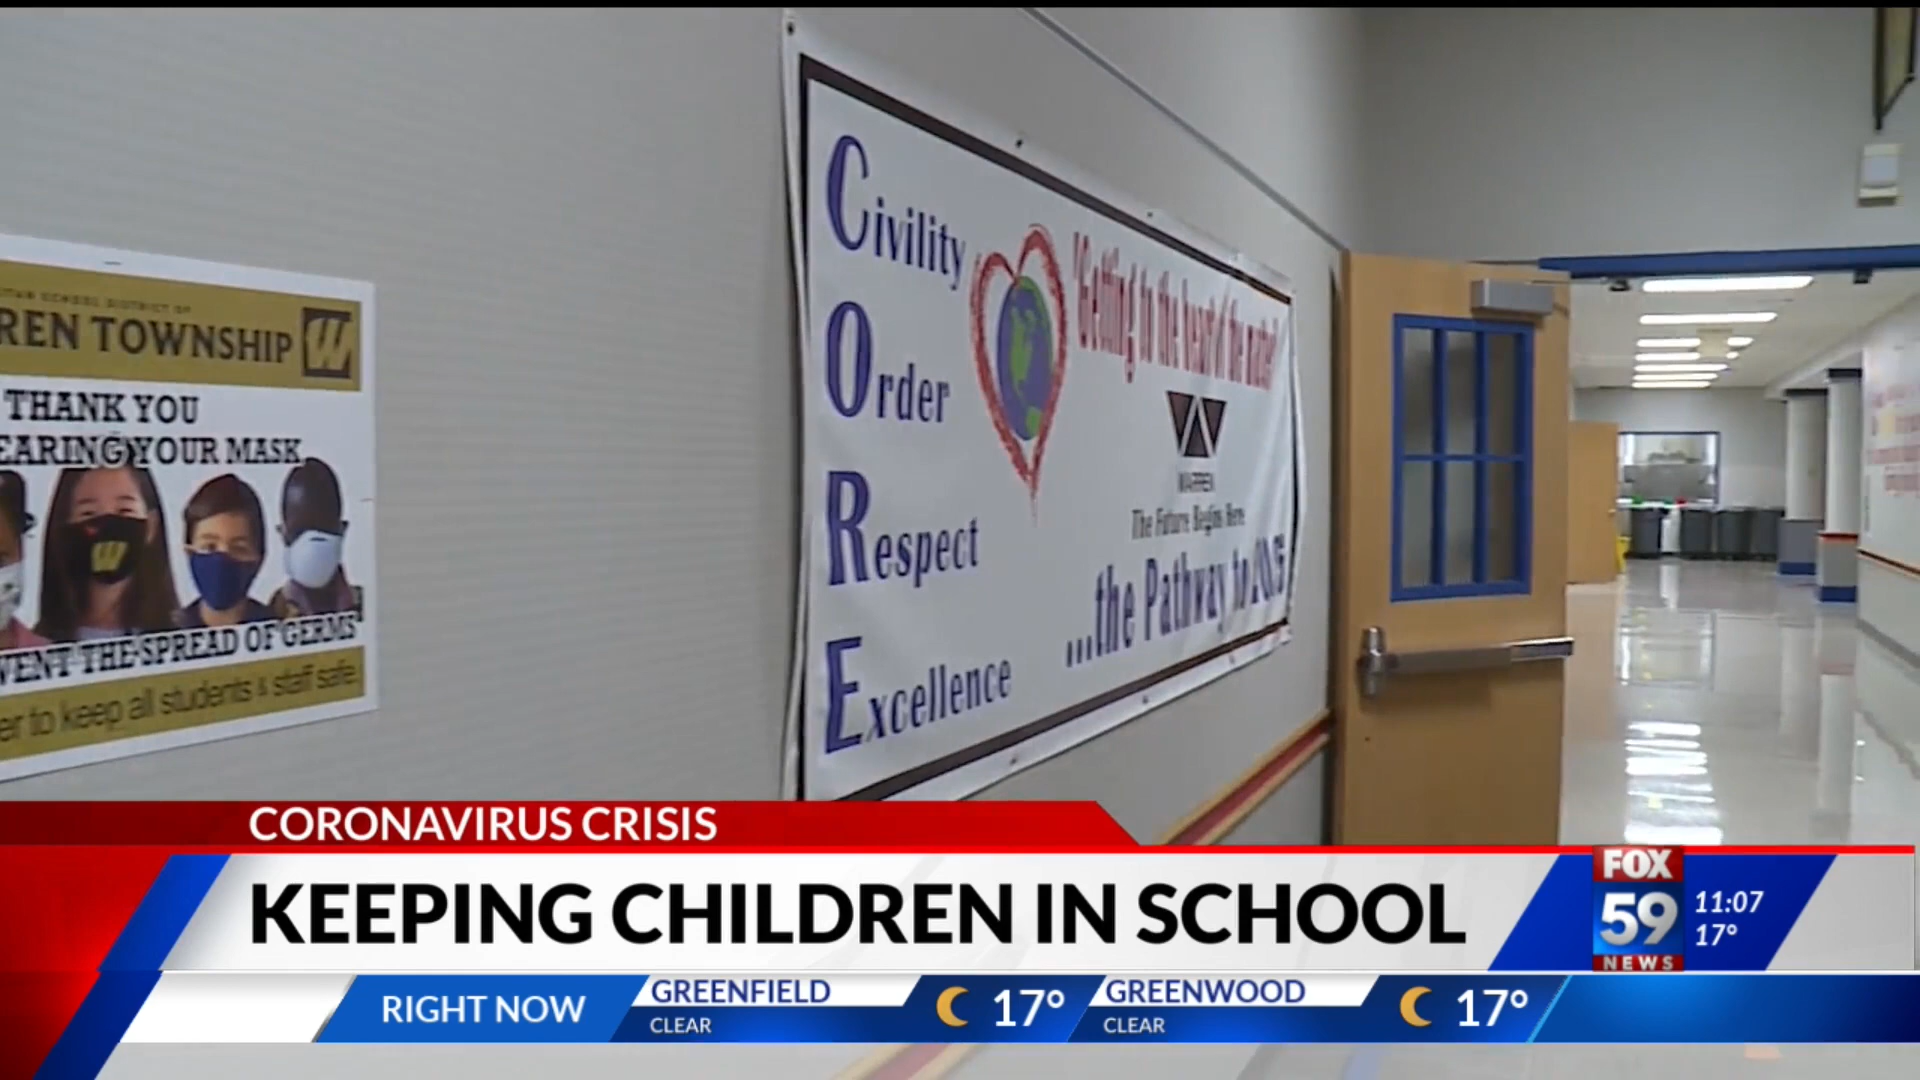 REN TOWNSHIP
THANK YOU
EARING YOUR MASK
VENT THE SPREAD OF GERMS
er to keep all students & staff safe.
Civility
Order
Respect
Excellence
"Getting to the heart of the matter"
WARREN
The Future Begins Here
...the Pathway to
CORONAVIRUS CRISIS
KEEPING CHILDREN IN SCHOOL
FOX
59
NEWS
11:07
17°
RIGHT NOW
GREENFIELD
CLEAR
17°
GREENWOOD
CLEAR
17°